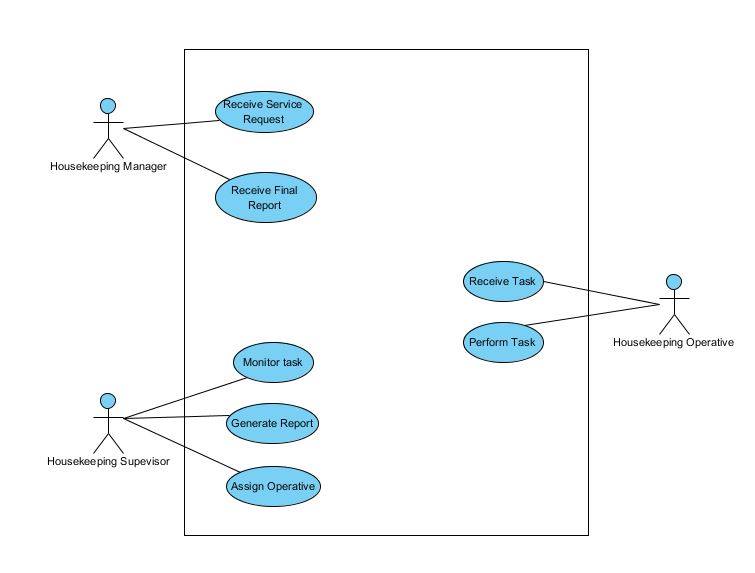 Receive Service
Request
Housekeeping Manager
Receive Final
Report
Receive Task
Perform Task
Housekeeping Operative
Monitor task
Generate Report
Housekeeping Supevisor
Assign Operative